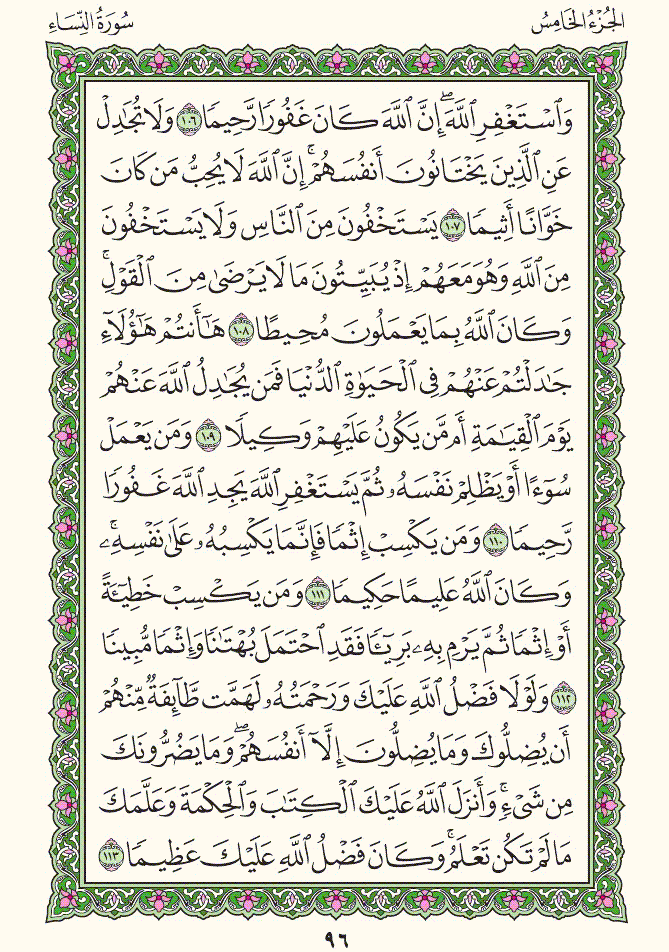 الجُزْءُ الخَامِسُ
سُورَةُ النِّسَاءِ
وَٱسۡتَغۡفِرِ ٱللَّهَۖ إِنَّ ٱللَّهَ كَانَ غَفُورٗا رَّحِيمٗا ١٠٦ وَلَا تُجَٰدِلۡ
عَنِ ٱلَّذِينَ يَخۡتَانُونَ أَنفُسَهُمۡۚ إِنَّ ٱللَّهَ لَا يُحِبُّ مَن كَانَ
خَوَّانًا أَثِيمٗا ١٠٧ يَسۡتَخۡفُونَ مِنَ ٱلنَّاسِ وَلَا يَسۡتَخۡفُونَ
مِنَ ٱللَّهِ وَهُوَ مَعَهُمۡ إِذۡ يُبَيِّتُونَ مَا لَا يَرۡضَىٰ مِنَ ٱلۡقَوۡلِۚ
وَكَانَ ٱللَّهُ بِمَا يَعۡمَلُونَ مُحِيطًا ١٠٨ هَٰٓأَنتُمۡ هَٰٓؤُلَآءِ
جَٰدَلۡتُمۡ عَنۡهُمۡ فِي ٱلۡحَيَوٰةِ ٱلدُّنۡيَا فَمَن يُجَٰدِلُ ٱللَّهَ عَنۡهُمۡ
يَوۡمَ ٱلۡقِيَٰمَةِ أَم مَّن يَكُونُ عَلَيۡهِمۡ وَكِيلٗا ١٠٩ وَمَن يَعۡمَلۡ
سُوٓءًا أَوۡ يَظۡلِمۡ نَفۡسَهُۥ ثُمَّ يَسۡتَغۡفِرِ ٱللَّهَ يَجِدِ ٱللَّهَ غَفُورٗا
رَّحِيمٗا ١١٠ وَمَن يَكۡسِبۡ إِثۡمٗا فَإِنَّمَا يَكۡسِبُهُۥ عَلَىٰ نَفۡسِهِۦۚ
وَكَانَ ٱللَّهُ عَلِيمًا حَكِيمٗا ١١١ وَمَن يَكۡسِبۡ خَطِيٓـَٔةً
أَوۡ إِثۡمٗا ثُمَّ يَرۡمِ بِهِۦ بَرِيٓـٔٗا فَقَدِ ٱحۡتَمَلَ بُهۡتَٰنٗا وَإِثۡمٗا مُّبِينٗا
١١٢ وَلَوۡلَا فَضۡلُ ٱللَّهِ عَلَيۡكَ وَرَحۡمَتُهُۥ لَهَمَّت طَّآئِفَةٞ مِّنۡهُمۡ
أَن يُضِلُّوكَ وَمَا يُضِلُّونَ إِلَّآ أَنفُسَهُمۡۖ وَمَا يَضُرُّونَكَ
مِن شَيۡءٖۚ وَأَنزَلَ ٱللَّهُ عَلَيۡكَ ٱلۡكِتَٰبَ وَٱلۡحِكۡمَةَ وَعَلَّمَكَ
مَا لَمۡ تَكُن تَعۡلَمُۚ وَكَانَ فَضۡلُ ٱللَّهِ عَلَيۡكَ عَظِيمٗا ١١٣
٩٦